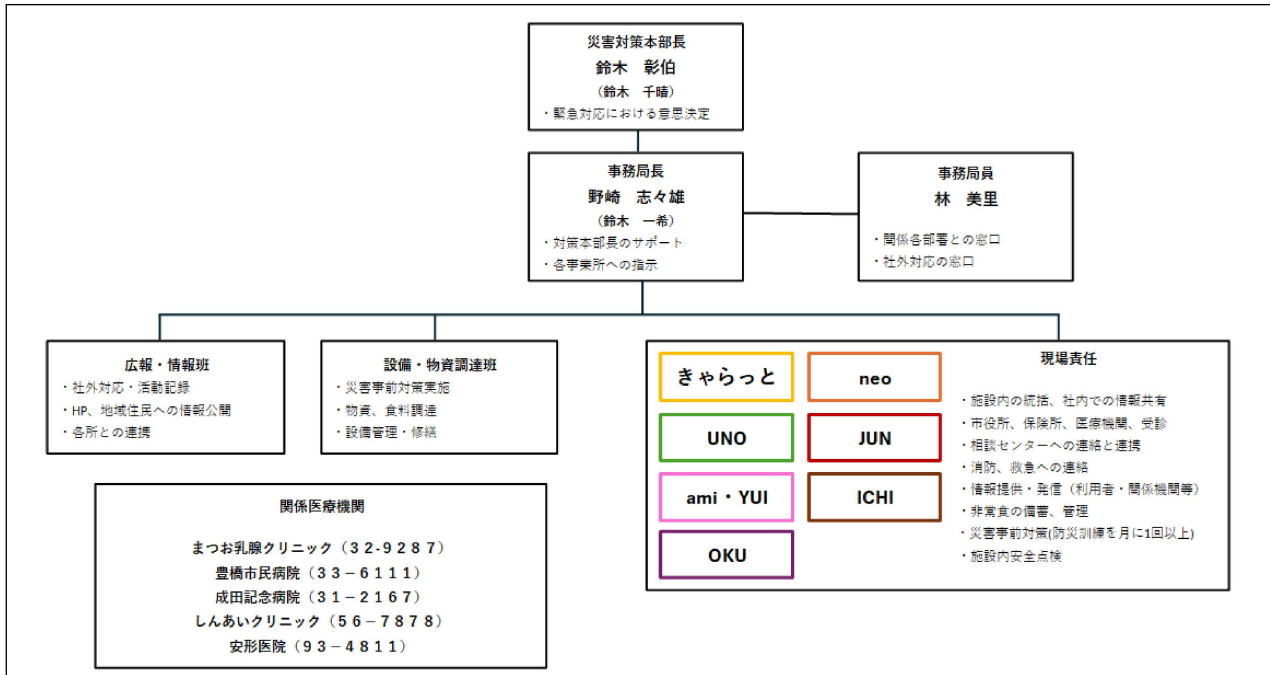 災害対策本部長
鈴木　彰伯
（鈴木　千晴）
・緊急対応における意思決定
事務局長
野崎　志々雄
（鈴木　一希）
・対策本部長のサポート
・各事業所への指示
事務局員
林　美里
・関係各部署との窓口
・社外対応の窓口
広報・情報班
・社外対応・活動記録
・HP、地域住民への情報公開
・各所との連携
設備・物資調達班
・災害事前対策実施
・物資、食料調達
・設備管理・修繕
現場責任
きゃらっと
neo
UNO
JUN
ami・YUI
ICHI
OKU
・施設内の統括、社内での情報共有
・市役所、保険所、医療機関、受診
・相談センターへの連絡と連携
・消防、救急への連絡
・情報提供・発信（利用者・関係機関等）
・非常食の備蓄、管理
・災害事前対策(防災訓練を月に1回以上)
・施設内安全点検
関係医療機関
まつお乳腺クリニック（３２-９２８７）
豊橋市民病院（３３－６１１１）
成田記念病院（３１－２１６７）
しんあいクリニック（５６－７８７８）
安形医院（９３－４８１１）